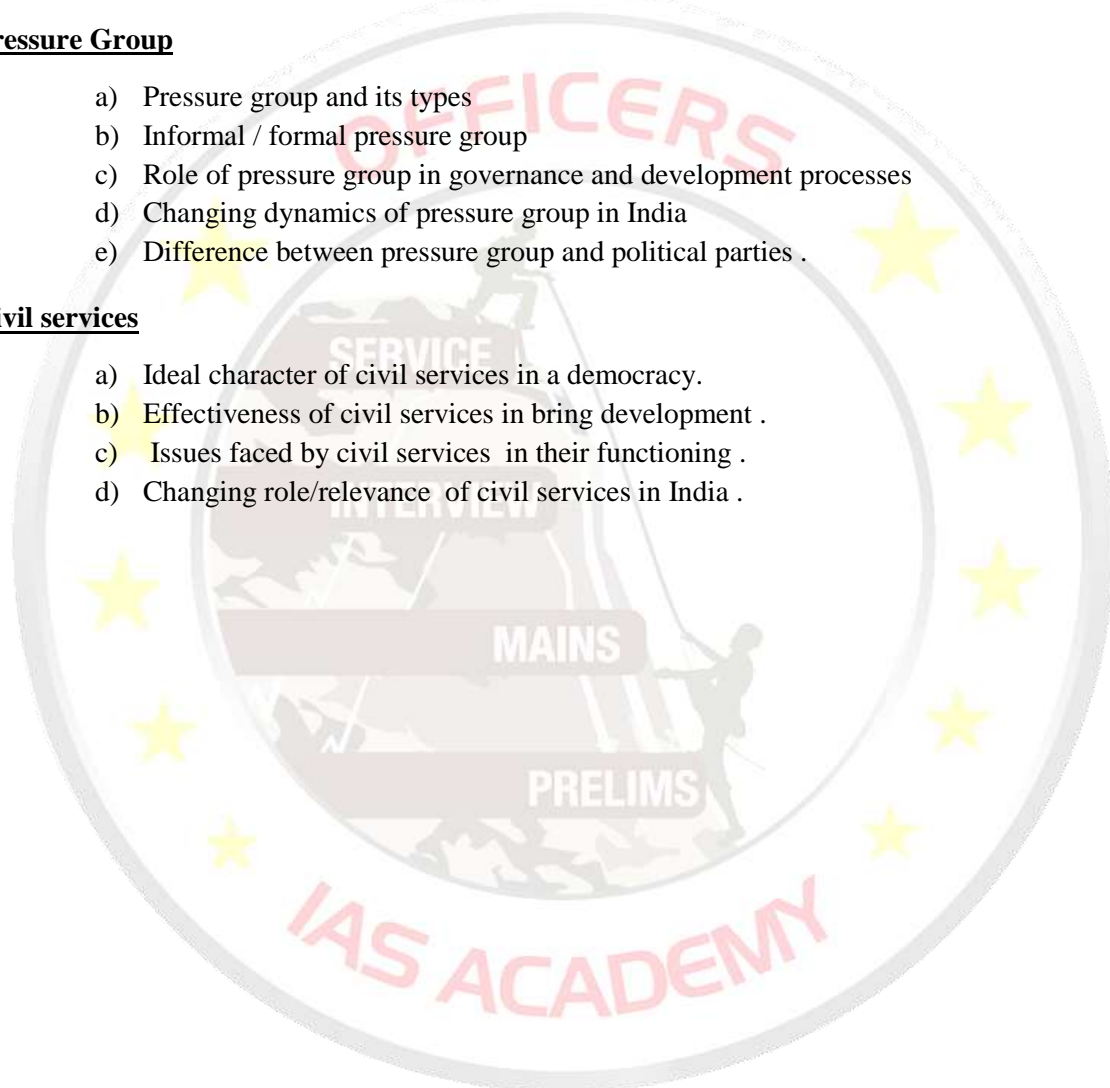 ressure Group
a) Pressure group and its types
b) Informal / formal pressure group
c) Role of pressure group in governance and development processes
d) Changing dynamics of pressure group in India
e) Difference between pressure group and political parties .
ivil services
a) Ideal character of civil services in a democracy.
b) Effectiveness of civil services in bring development .
c) Issues faced by civil services in their functioning .
d) Changing role/relevance of civil services in India .
OFFICERS
SERVICE
INTERVIEW
MAINS
PRELIMS
IAS ACADEMY